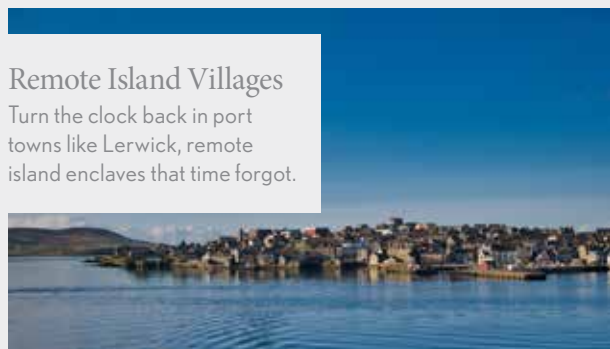 Remote Island Villages
Turn the clock back in port
towns like Lerwick, remote
island enclaves that time forgot.